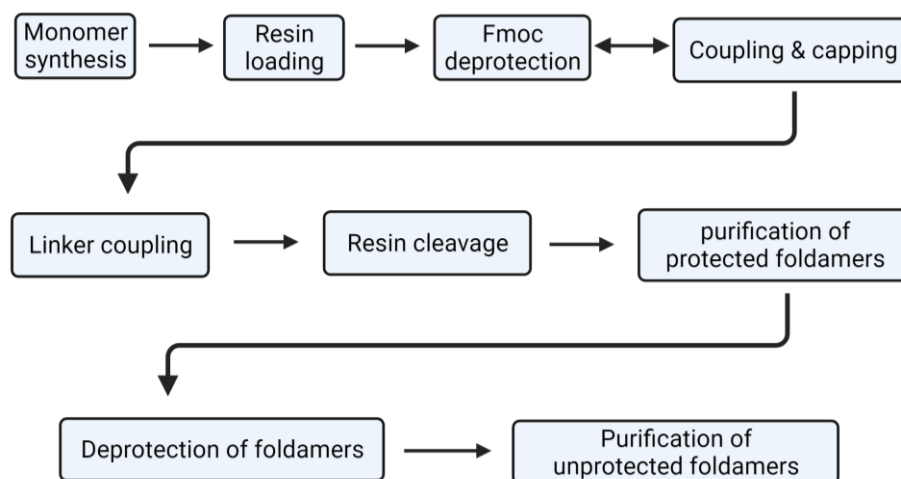 Monomer
synthesis
Resin
loading
Fmoc
deprotection
Coupling & capping
Linker coupling
Resin cleavage
purification of
protected foldamers
Deprotection of foldamers
Purification of
unprotected foldamers